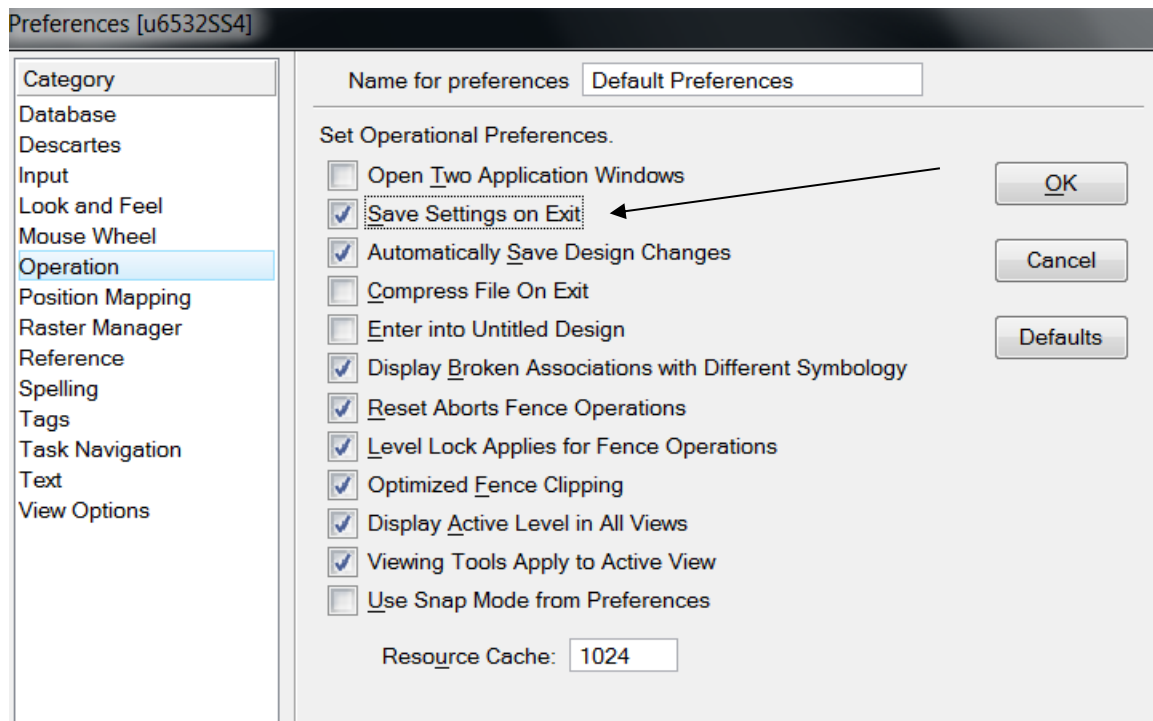 Preferences [u6532SS4]
Category
Database
Descartes
Input
Look and Feel
Mouse Wheel
Operation
Position Mapping
Raster Manager
Reference
Spelling
Tags
Task Navigation
Text
View Options
Name for preferences Default Preferences
Set Operational Preferences.
Open Two Application Windows
Save Settings on Exit
Automatically Save Design Changes
Compress File On Exit
Enter into Untitled Design
Display Broken Associations with Different Symbology
Reset Aborts Fence Operations
Level Lock Applies for Fence Operations
Optimized Fence Clipping
Display Active Level in All Views
Viewing Tools Apply to Active View
Use Snap Mode from Preferences
Resource Cache: 1024
OK
Cancel
Defaults